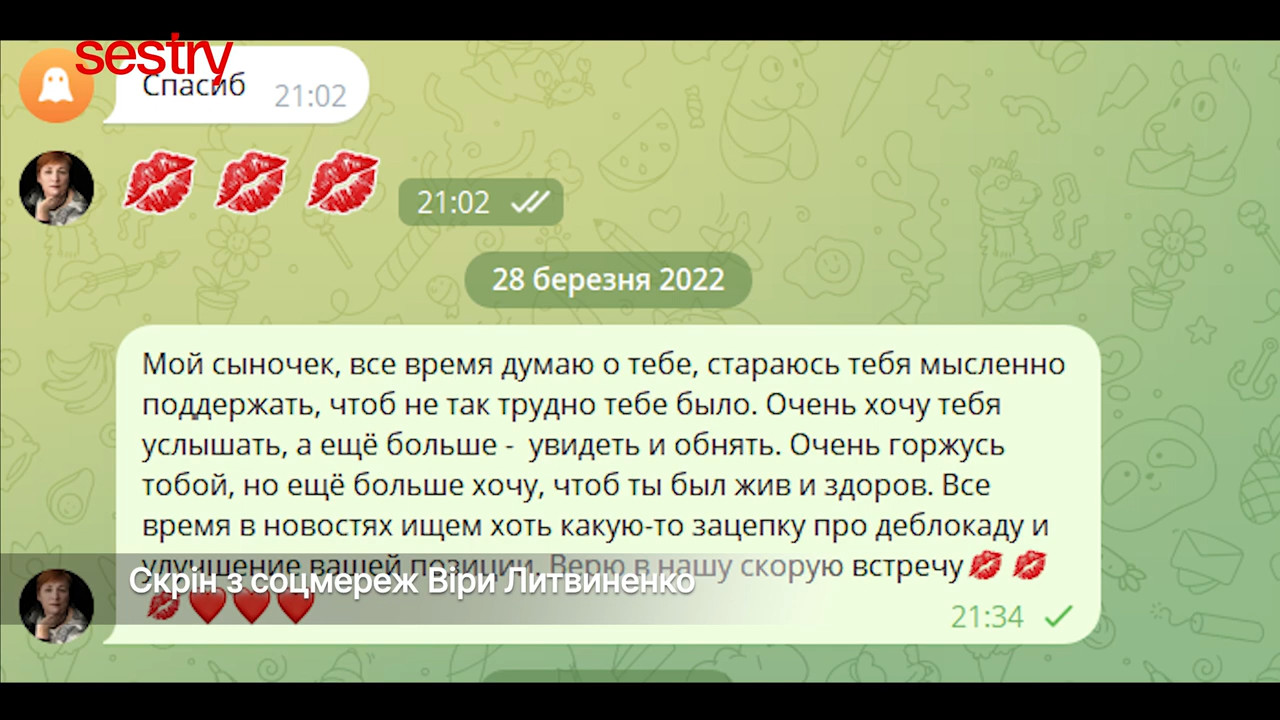 sestry
Спасиб
21:02
21:02
28 березня 2022
Мой сыночек, все время думаю о тебе, стараюсь тебя мысленно
поддержать, чтоб не так трудно тебе было. Очень хочу тебя
услышать, а ещё больше - увидеть и обнять. Очень горжусь
тобой, но ещё больше хочу, чтоб ты был жив и здоров. Все
время в новостях ищем хоть какую-то зацепку про деблокаду и
улучшение вашей позиции. Верю в нашу скорую встречу
Скрін з соцмереж Віри Литвиненко
21:34